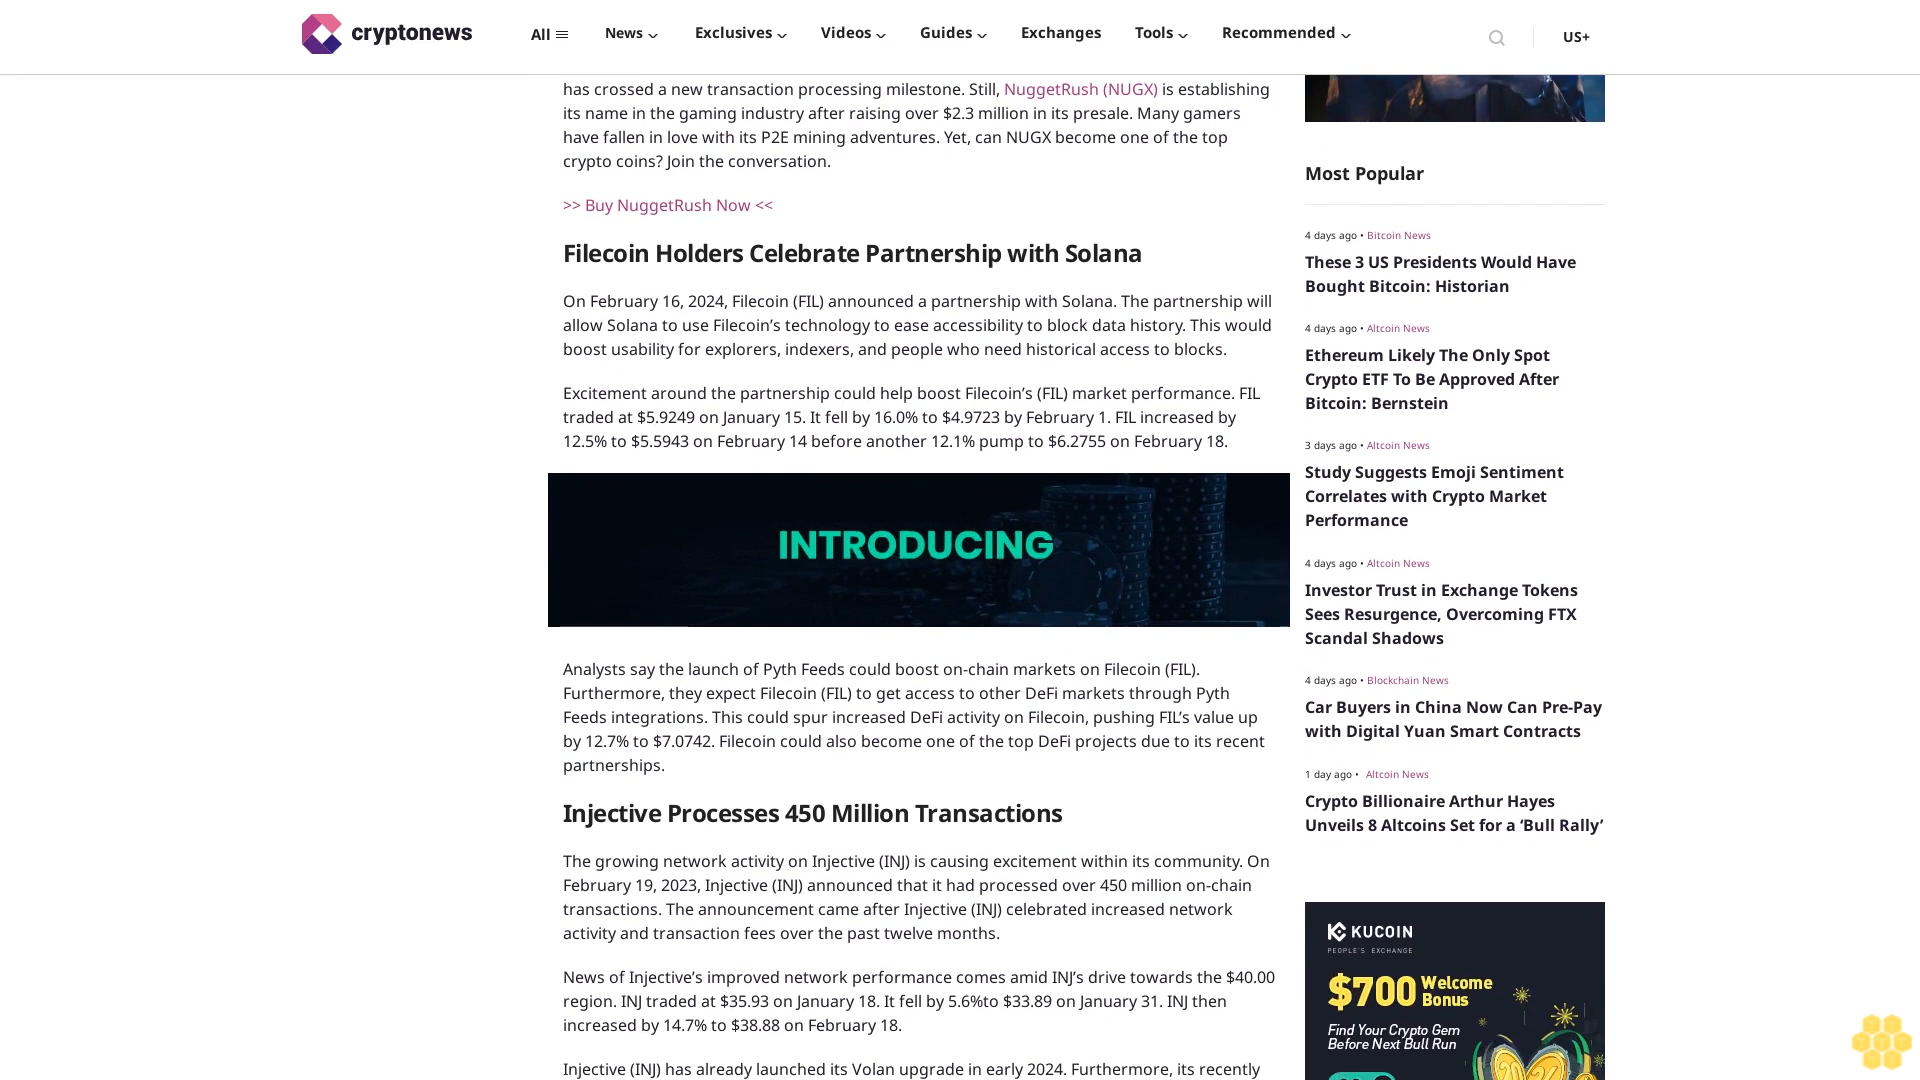 cryptonews
All
News
Exclusives
Videos
Guides
Exchanges
Tools
Recommended
US+
has crossed a new transaction processing milestone. Still, NuggetRush (NUGX) is establishing
its name in the gaming industry after raising over $2.3 million in its presale. Many gamers
have fallen in love with its P2E mining adventures. Yet, can NUGX become one of the top
crypto coins? Join the conversation.
>> Buy NuggetRush Now <<
Filecoin Holders Celebrate Partnership with Solana
On February 16, 2024, Filecoin (FIL) announced a partnership with Solana. The partnership will
allow Solana to use Filecoin’s technology to ease accessibility to block data history. This would
boost usability for explorers, indexers, and people who need historical access to blocks.
Excitement around the partnership could help boost Filecoin’s (FIL) market performance. FIL
traded at $5.9249 on January 15. It fell by 16.0% to $4.9723 by February 1. FIL increased by
12.5% to $5.5943 on February 14 before another 12.1% pump to $6.2755 on February 18.
INTRODUCING
Analysts say the launch of Pyth Feeds could boost on-chain markets on Filecoin (FIL).
Furthermore, they expect Filecoin (FIL) to get access to other DeFi markets through Pyth
Feeds integrations. This could spur increased DeFi activity on Filecoin, pushing FIL’s value up
by 12.7% to $7.0742. Filecoin could also become one of the top DeFi projects due to its recent
partnerships.
Injective Processes 450 Million Transactions
The growing network activity on Injective (INJ) is causing excitement within its community. On
February 19, 2023, Injective (INJ) announced that it had processed over 450 million on-chain
transactions. The announcement came after Injective (INJ) celebrated increased network
activity and transaction fees over the past twelve months.
News of Injective’s improved network performance comes amid INJ’s drive towards the $40.00
region. INJ traded at $35.93 on January 18. It fell by 5.6%to $33.89 on January 31. INJ then
increased by 14.7% to $38.88 on February 18.
Injective (INJ) has already launched its Volan upgrade in early 2024. Furthermore, its recently
Most Popular
4 days ago • Bitcoin News
These 3 US Presidents Would Have
Bought Bitcoin: Historian
4 days ago • Altcoin News
Ethereum Likely The Only Spot
Crypto ETF To Be Approved After
Bitcoin: Bernstein
3 days ago • Altcoin News
Study Suggests Emoji Sentiment
Correlates with Crypto Market
Performance
4 days ago • Altcoin News
Investor Trust in Exchange Tokens
Sees Resurgence, Overcoming FTX
Scandal Shadows
4 days ago • Blockchain News
Car Buyers in China Now Can Pre-Pay
with Digital Yuan Smart Contracts
1 day ago • Altcoin News
Crypto Billionaire Arthur Hayes
Unveils 8 Altcoins Set for a ‘Bull Rally’
KUCOIN
PEOPLE'S EXCHANGE
$700 Welcome
Bonus
Find Your Crypto Gem
Before Next Bull Run